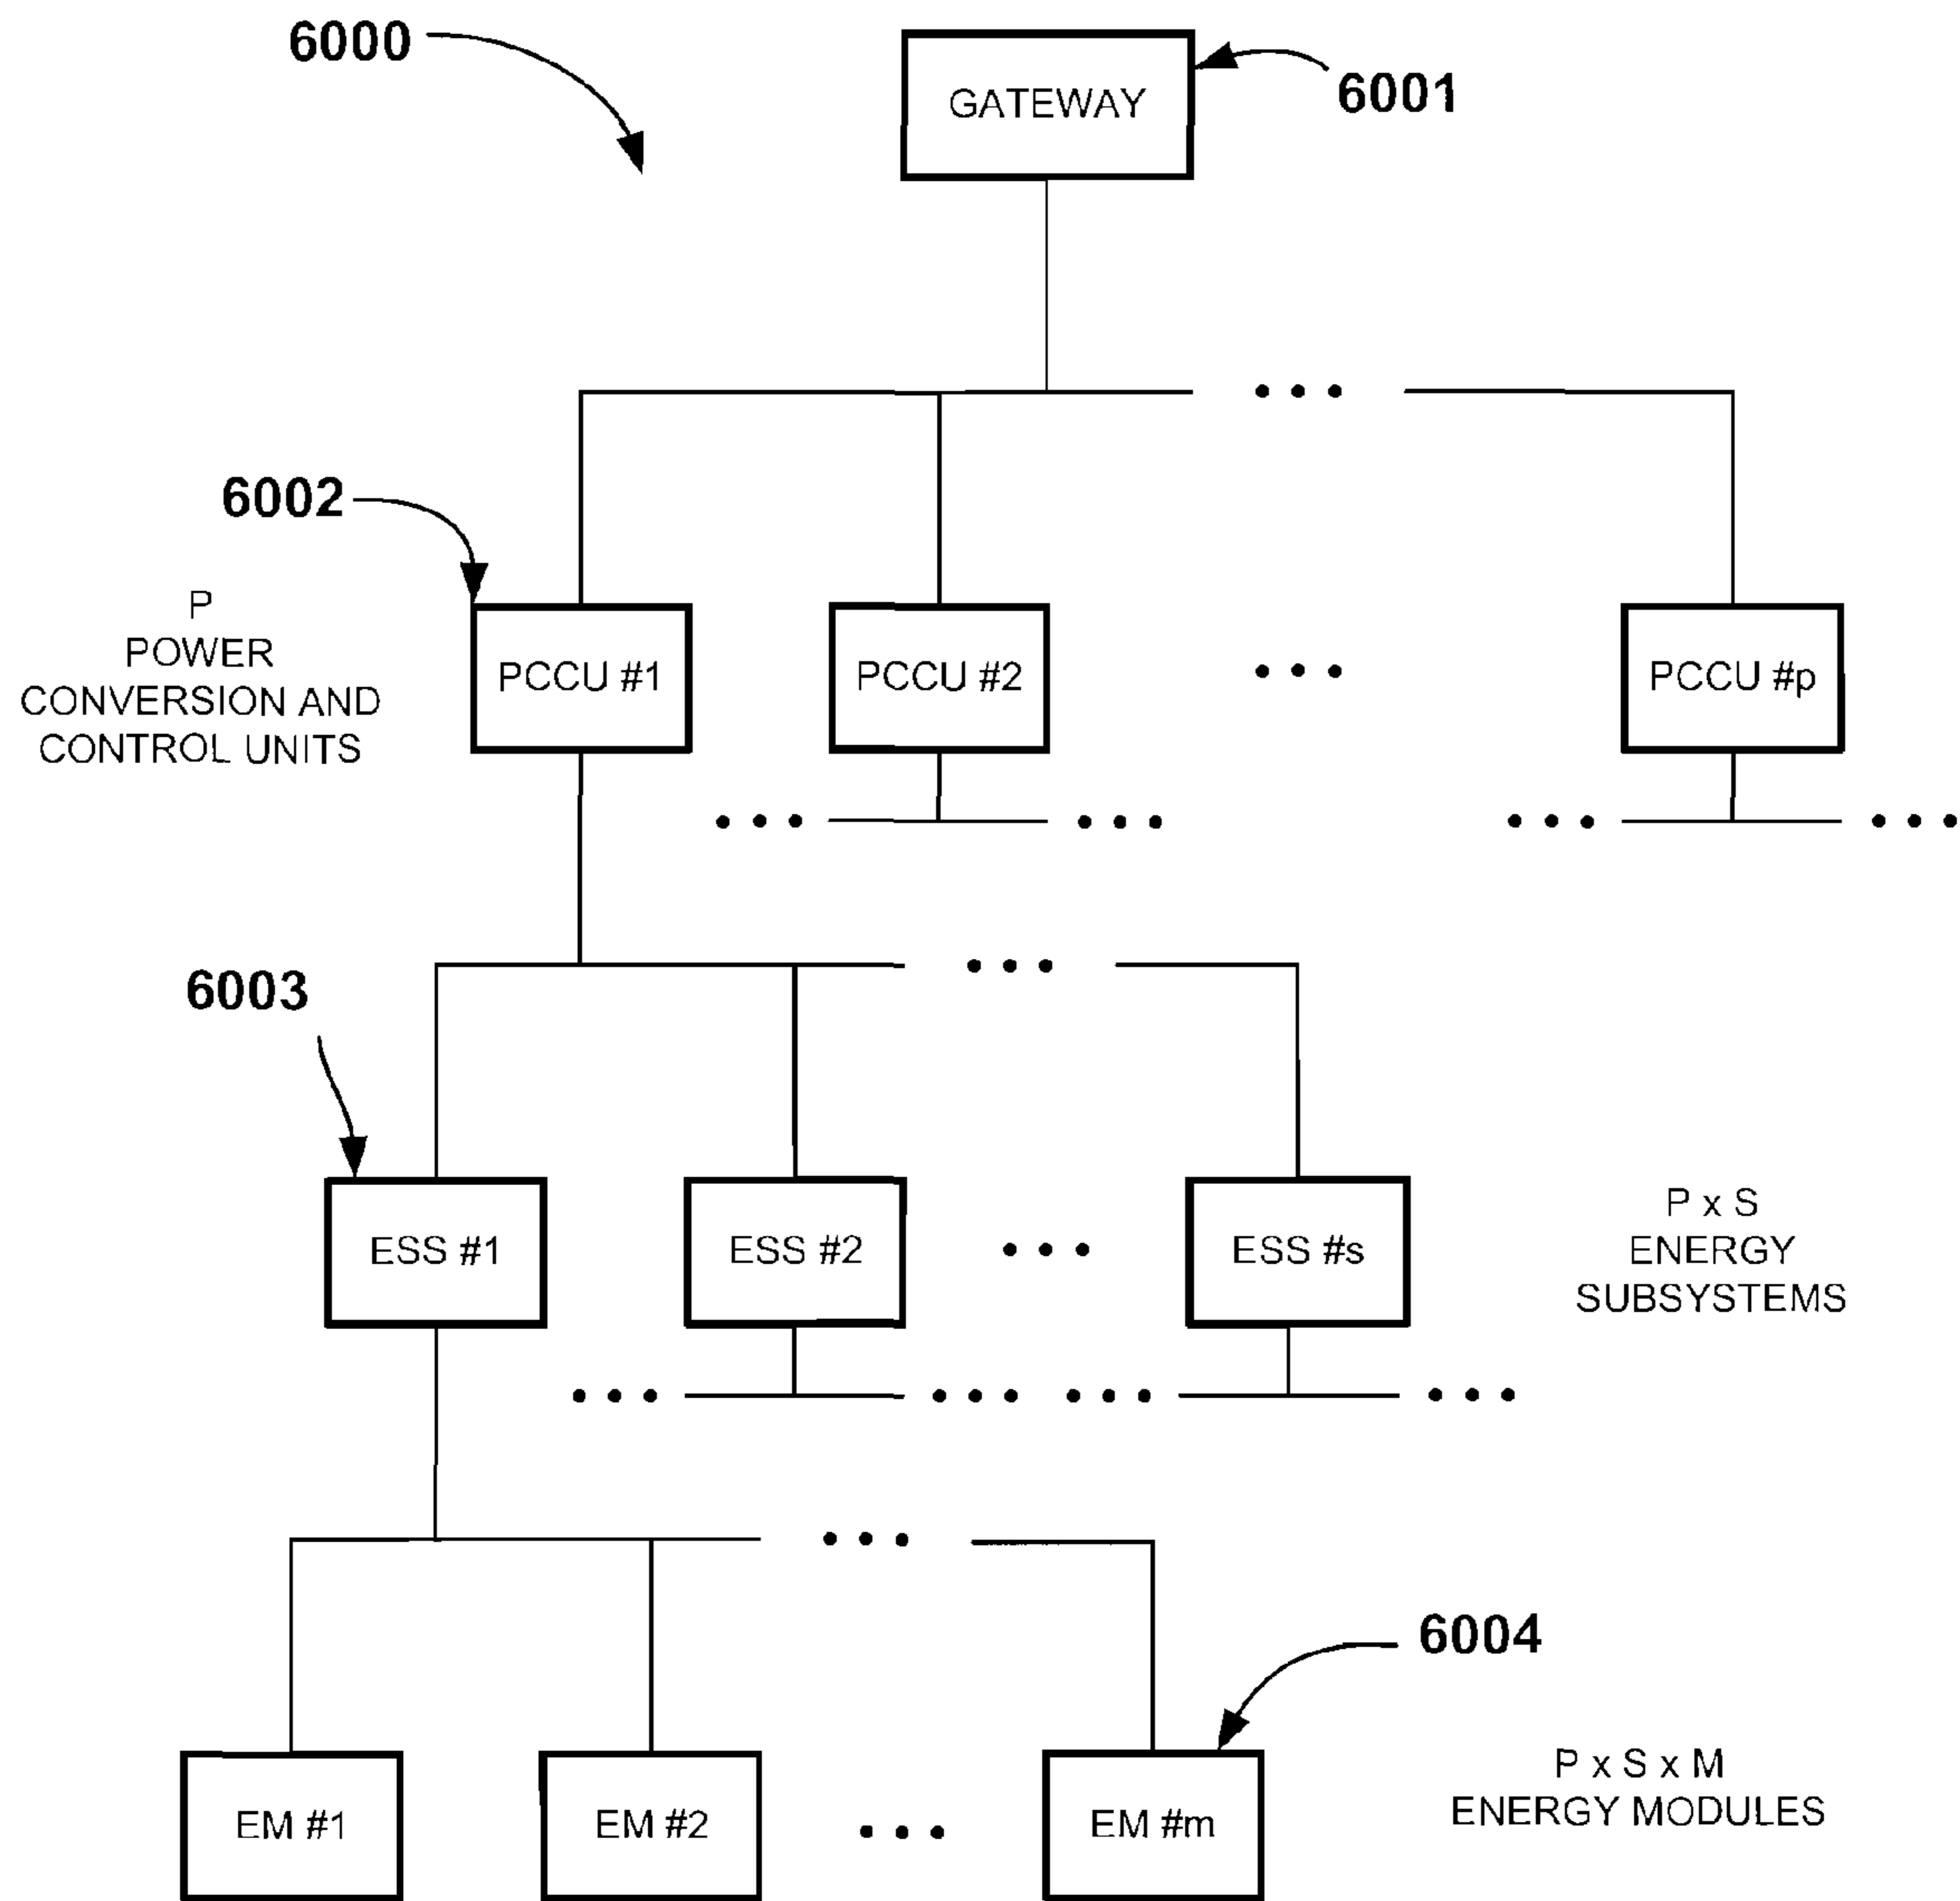 6000
GATEWAY
6001
6002
P
POWER
CONVERSION AND
CONTROL UNITS
PCCU #1
PCCU #2
PCCU #p
6003
ESS #1
ESS #2
ESS #s
P x S
ENERGY
SUBSYSTEMS
6004
EM #1
EM #2
EM #m
P x S x M
ENERGY MODULES